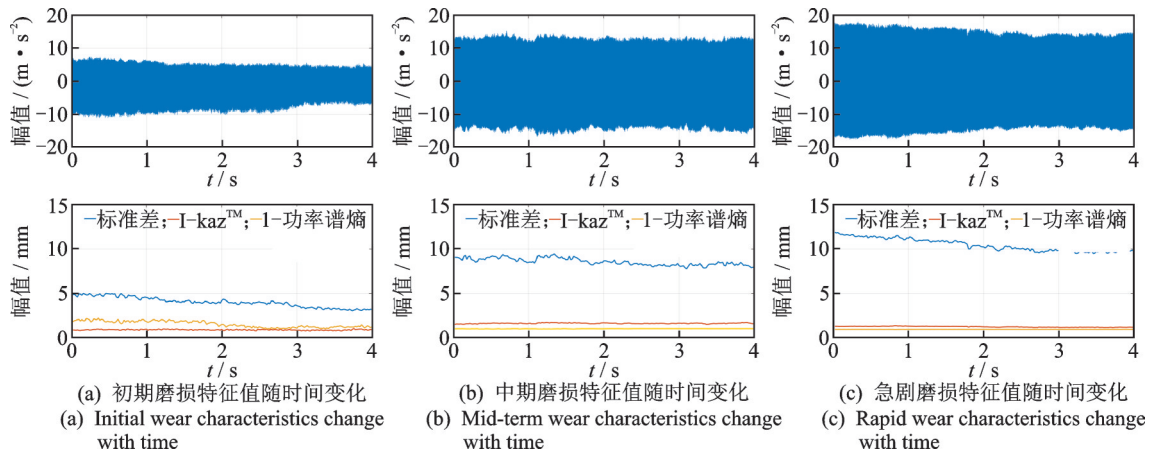 幅值 / (m·s⁻²)
20
10
0
−10
−20
0 1 2 3 4
t / s
幅值 / (m·s⁻²)
20
10
0
−10
−20
0 1 2 3 4
t / s
幅值 / (m·s⁻²)
20
10
0
−10
−20
0 1 2 3 4
t / s
幅值 / mm
15
10
5
0
标准差; I-kaz™; 1-功率谱熵
0 1 2 3 4
t / s
幅值 / mm
15
10
5
0
标准差; I-kaz™; 1-功率谱熵
0 1 2 3 4
t / s
幅值 / mm
15
10
5
0
标准差; I-kaz™; 1-功率谱熵
0 1 2 3 4
t / s
(a) 初期磨损特征值随时间变化
(a) Initial wear characteristics change
with time
(b) 中期磨损特征值随时间变化
(b) Mid-term wear characteristics change
with time
(c) 急剧磨损特征值随时间变化
(c) Rapid wear characteristics change
with time